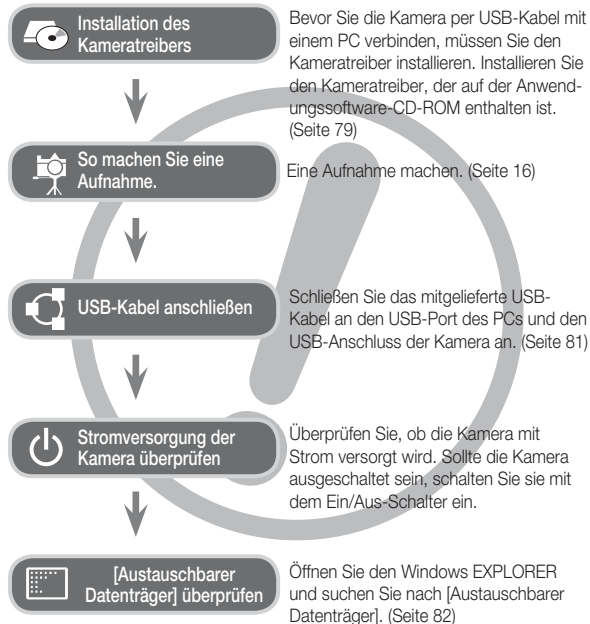 Installation des
Kameratreibers
Bevor Sie die Kamera per USB-Kabel mit
einem PC verbinden, müssen Sie den
Kameratreiber installieren. Installieren Sie
den Kameratreiber, der auf der Anwend-
ungssoftware-CD-ROM enthalten ist.
(Seite 79)
So machen Sie eine
Aufnahme.
Eine Aufnahme machen. (Seite 16)
USB-Kabel anschließen
Schließen Sie das mitgelieferte USB-
Kabel an den USB-Port des PCs und den
USB-Anschluss der Kamera an. (Seite 81)
Stromversorgung der
Kamera überprüfen
Überprüfen Sie, ob die Kamera mit
Strom versorgt wird. Sollte die Kamera
ausgeschaltet sein, schalten Sie sie mit
dem Ein/Aus-Schalter ein.
[Austauschbarer
Datenträger] überprüfen
Öffnen Sie den Windows EXPLORER
und suchen Sie nach [Austauschbarer
Datenträger]. (Seite 82)